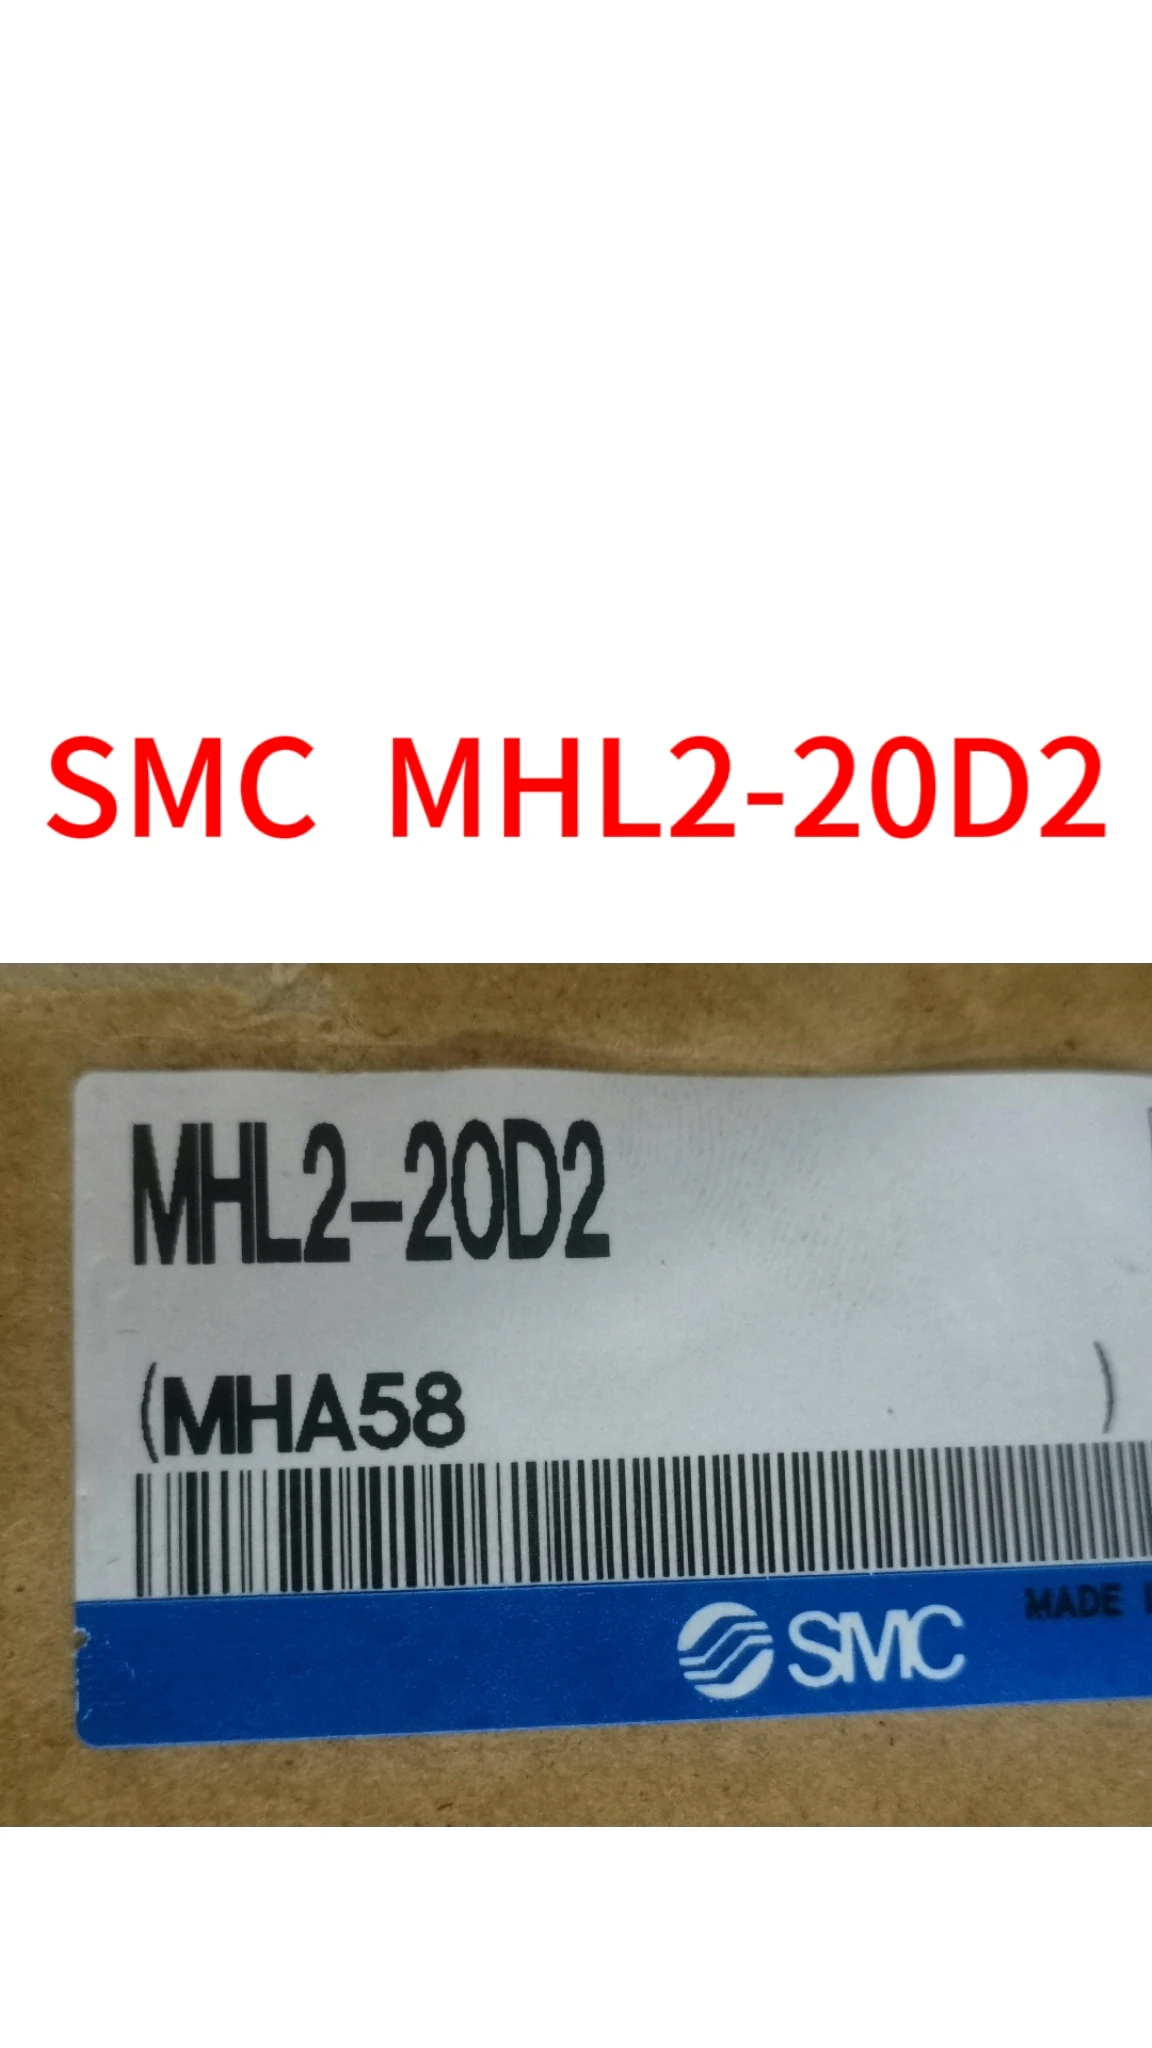 SMC MHL2-20D2
MHL2-20D2
(MHA58 )
SMC
MADE